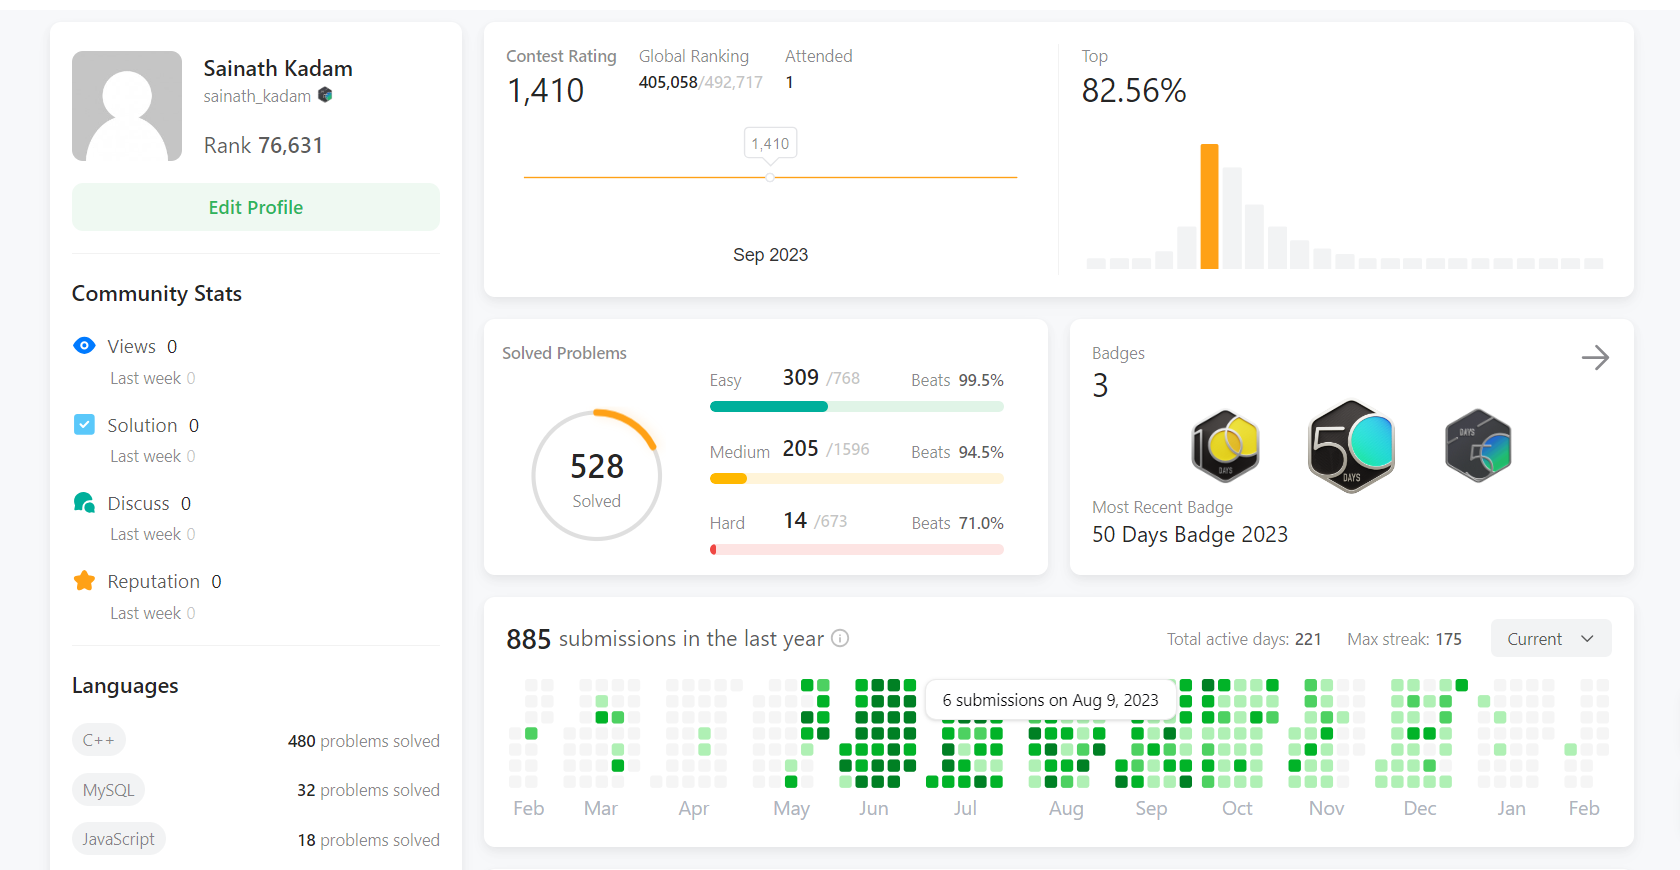 Sainath Kadam
sainath_kadam
Rank 76,631
Edit Profile
Community Stats
Views 0
Last week 0
Solution 0
Last week 0
Discuss 0
Last week 0
Reputation 0
Last week 0
Languages
C++ 480 problems solved
MySQL 32 problems solved
JavaScript 18 problems solved
Contest Rating Global Ranking Attended
1,410 405,058/492,717 1
1,410
Sep 2023
Top
82.56%
Solved Problems
528
Solved
Easy 309 /768 Beats 99.5%
Medium 205 /1596 Beats 94.5%
Hard 14 /673 Beats 71.0%
Badges
3
100 DAYS
50 DAYS
DAYS 50
Most Recent Badge
50 Days Badge 2023
885 submissions in the last year Total active days: 221 Max streak: 175 Current
6 submissions on Aug 9, 2023
Feb Mar Apr May Jun Jul Aug Sep Oct Nov Dec Jan Feb